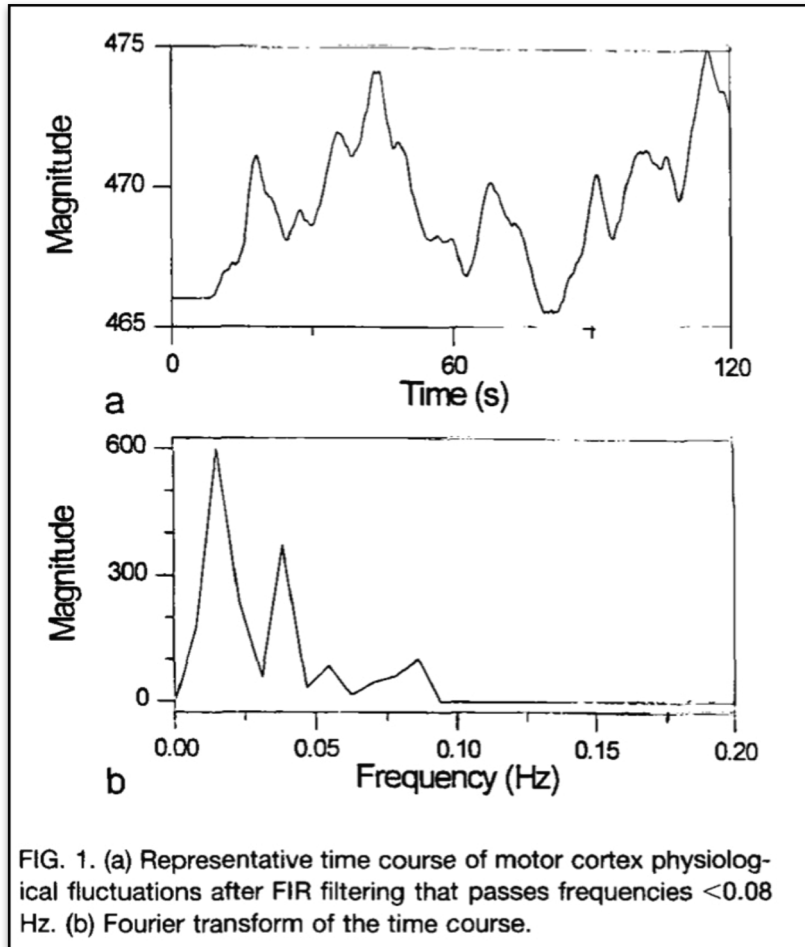 475
470
465
Magnitude
0
60
120
Time (s)
a
600
300
0
Magnitude
0.00
0.05
0.10
0.15
0.20
Frequency (Hz)
b
FIG. 1. (a) Representative time course of motor cortex physiolog-
ical fluctuations after FIR filtering that passes frequencies <0.08
Hz. (b) Fourier transform of the time course.